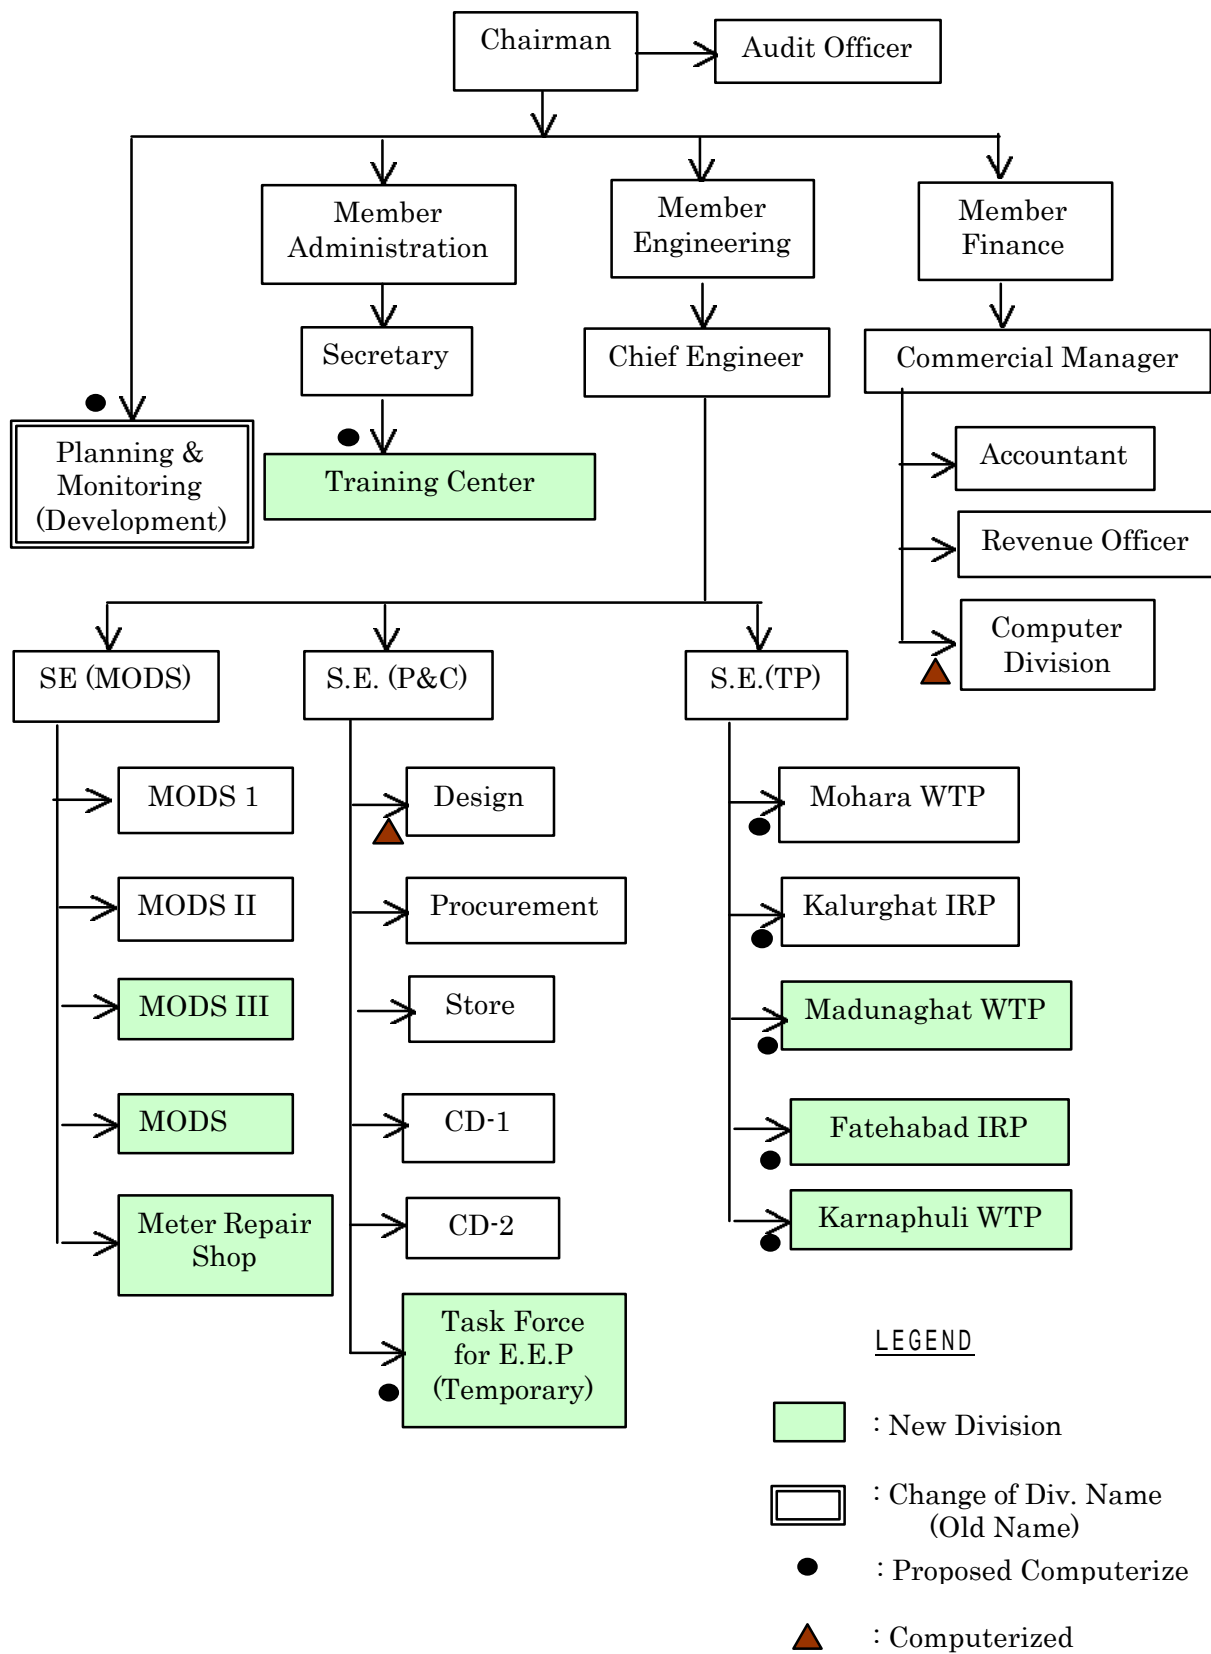 Chairman
Audit Officer
Member
Administration
Member
Engineering
Member
Finance
Secretary
Chief Engineer
Commercial Manager
Planning &
Monitoring
(Development)
Training Center
Accountant
Revenue Officer
Computer
Division
SE (MODS)
S.E. (P&C)
S.E.(TP)
MODS 1
Design
Mohara WTP
MODS II
Procurement
Kalurghat IRP
MODS III
Store
Madunaghat WTP
MODS
CD-1
Fatehabad IRP
Meter Repair
Shop
CD-2
Karnaphuli WTP
Task Force
for E.E.P
(Temporary)
LEGEND
: New Division
: Change of Div. Name
(Old Name)
: Proposed Computerize
: Computerized